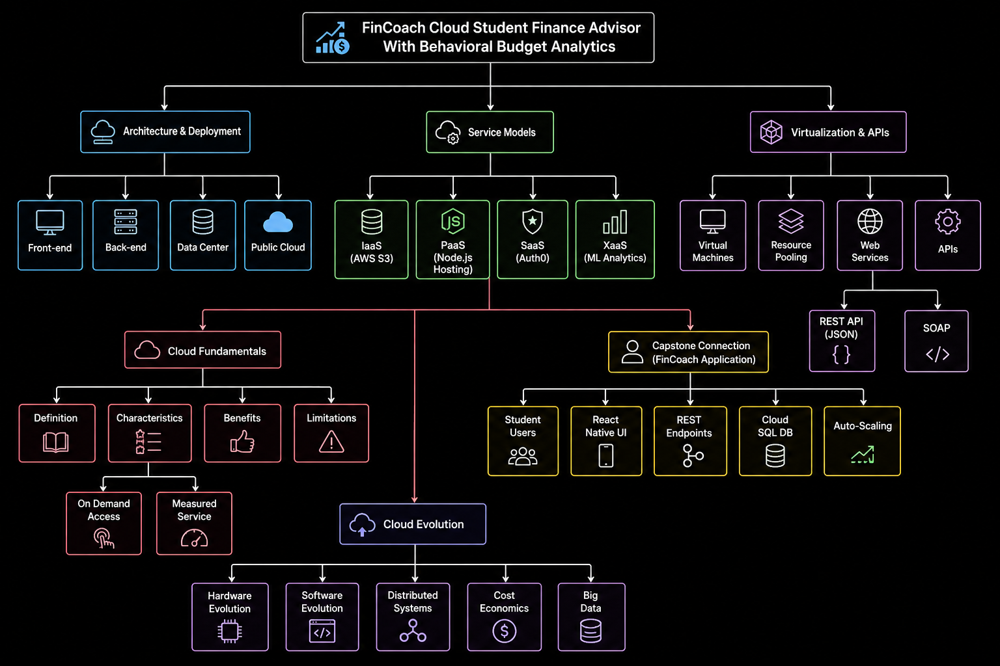 FinCoach Cloud Student Finance Advisor
With Behavioral Budget Analytics
Architecture & Deployment
Service Models
Virtualization & APIs
Front-end
Back-end
Data Center
Public Cloud
IaaS
(AWS S3)
JS
PaaS
(Node.js
Hosting)
SaaS
(Auth0)
XaaS
(ML Analytics)
Virtual
Machines
Resource
Pooling
Web
Services
APIs
REST API
(JSON)
{ }
SOAP
</>
Cloud Fundamentals
Capstone Connection
(FinCoach Application)
Definition
Characteristics
Benefits
Limitations
Student
Users
React
Native UI
REST
Endpoints
Cloud
SQL DB
Auto-Scaling
On Demand
Access
Measured
Service
Cloud Evolution
Hardware
Evolution
Software
Evolution
</>
Distributed
Systems
Cost
Economics
$
Big
Data